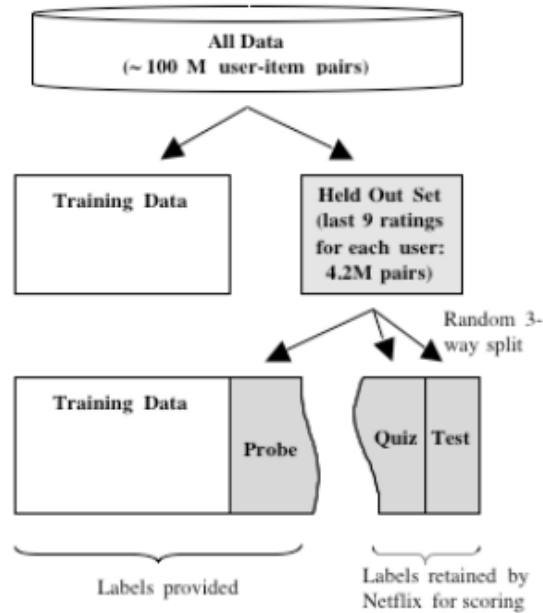 All Data
(~ 100 M user-item pairs)
Training Data
Held Out Set
(last 9 ratings
for each user:
4.2M pairs)
Random 3-
way split
Training Data
Probe
Quiz
Test
Labels provided
Labels retained by
Netflix for scoring